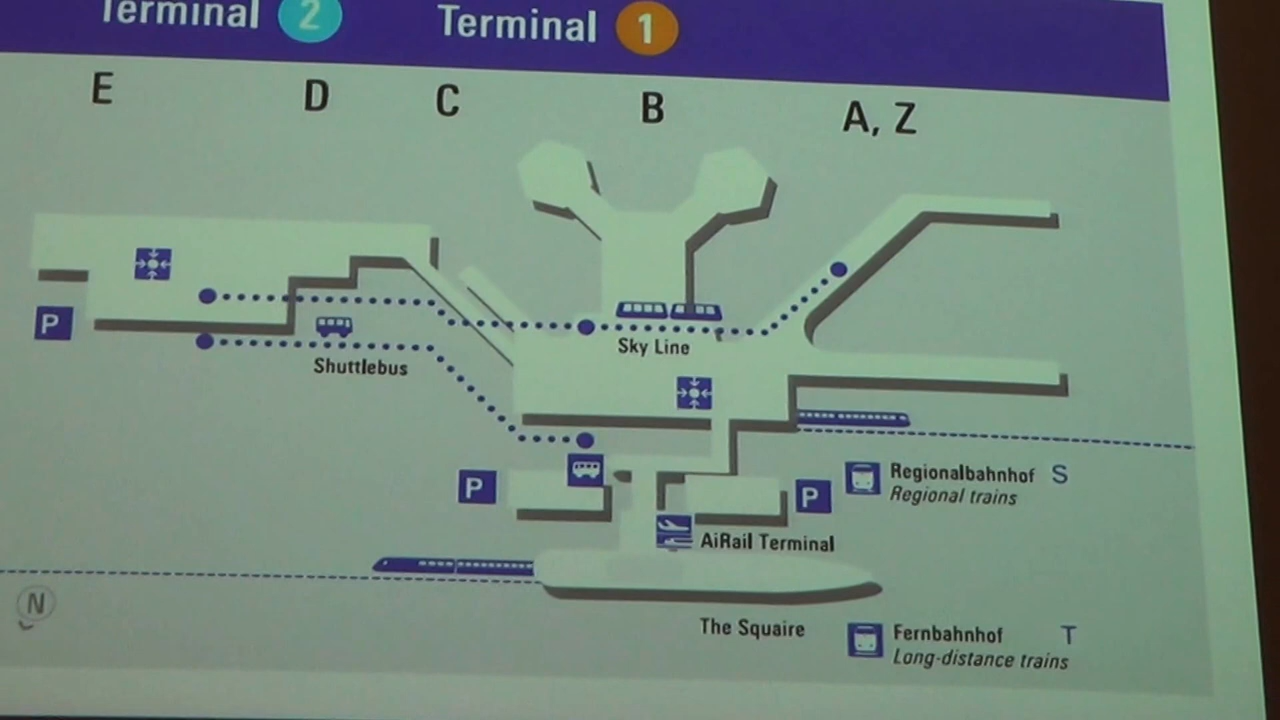 Terminal 2 Terminal 1
E D C B A, Z
P
Sky Line
Shuttlebus
P
P
Regionalbahnhof S
Regional trains
AiRail Terminal
N
The Squaire
Fernbahnhof T
Long-distance trains